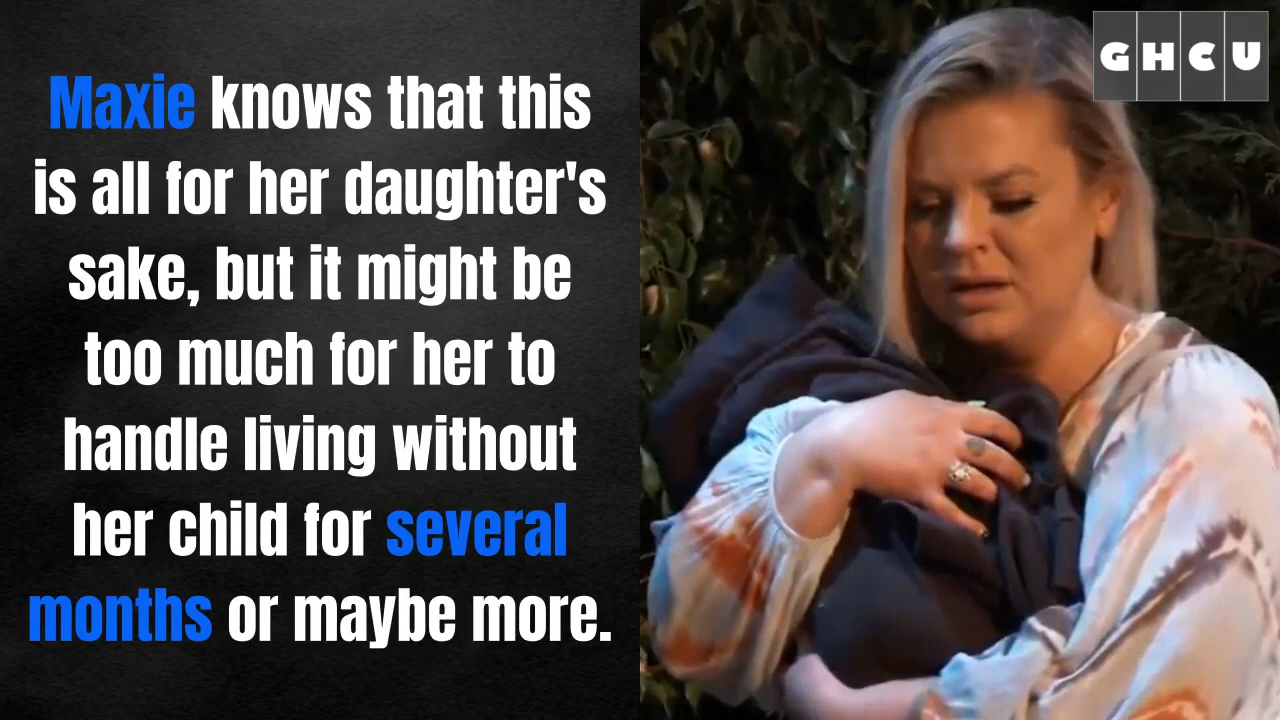 Maxie knows that this
is all for her daughter's
sake, but it might be
too much for her to
handle living without
her child for several
months or maybe more.
GHCU